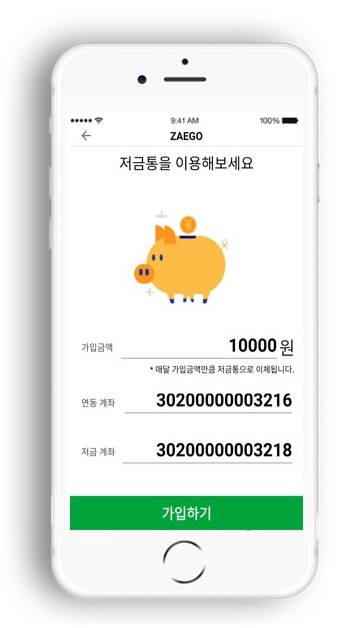 9:41 AM 100%
ZAEGO
저금통을 이용해보세요
가입금액 10000 원
* 매달 가입금액만큼 저금통으로 이체됩니다.
연동 계좌 30200000003216
저금 계좌 30200000003218
가입하기